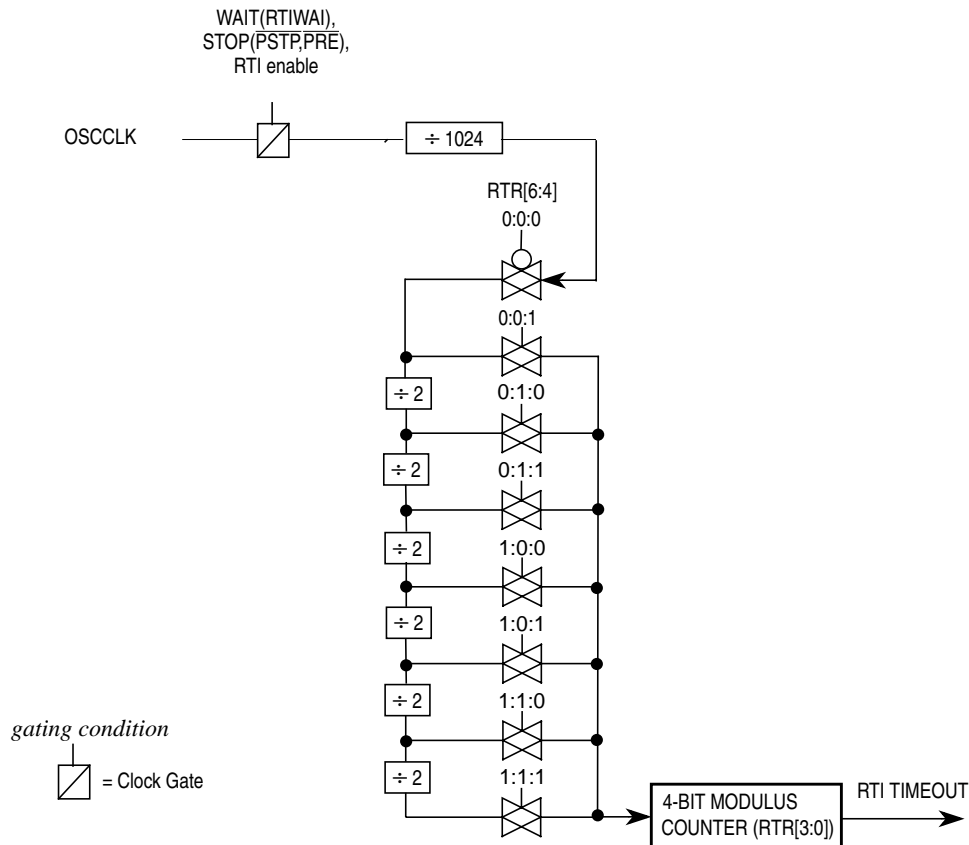 WAIT(RTIWAI),
STOP(PSTP,PRE),
RTI enable
OSCCLK
÷ 1024
RTR[6:4]
0:0:0
0:0:1
÷ 2
0:1:0
÷ 2
0:1:1
÷ 2
1:0:0
÷ 2
1:0:1
÷ 2
1:1:0
÷ 2
1:1:1
gating condition
= Clock Gate
4-BIT MODULUS
COUNTER (RTR[3:0])
RTI TIMEOUT